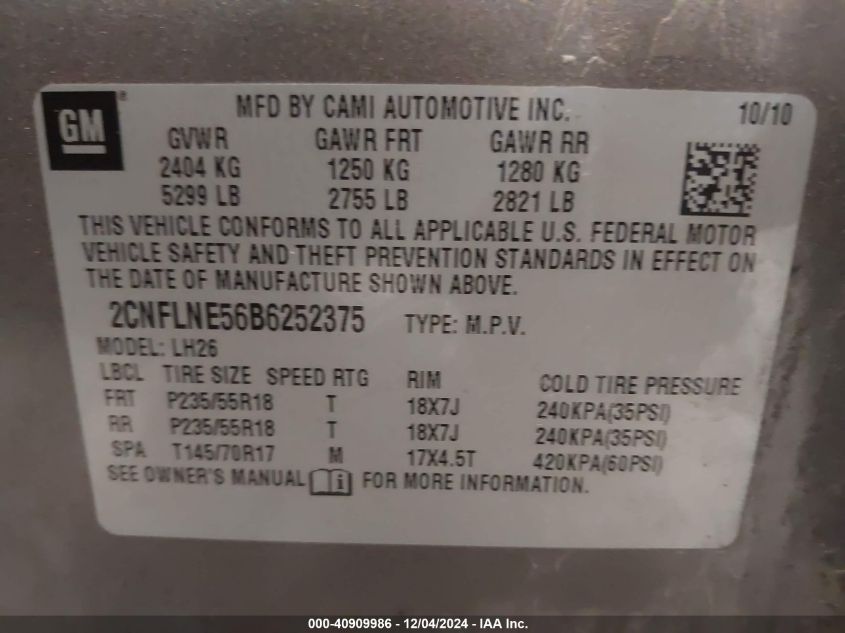 GM®
MFD BY CAMI AUTOMOTIVE INC. 10/10
GVWR GAWR FRT GAWR RR
2404 KG 1250 KG 1280 KG
5299 LB 2755 LB 2821 LB
THIS VEHICLE CONFORMS TO ALL APPLICABLE U.S. FEDERAL MOTOR
VEHICLE SAFETY AND THEFT PREVENTION STANDARDS IN EFFECT ON
THE DATE OF MANUFACTURE SHOWN ABOVE.
2CNFLNE56B6252375 TYPE: M.P.V.
MODEL: LH26
LBCL TIRE SIZE SPEED RTG RIM COLD TIRE PRESSURE
FRT P235/55R18 T 18X7J 240KPA(35PSI)
RR P235/55R18 T 18X7J 240KPA(35PSI)
SPA T145/70R17 M 17X4.5T 420KPA(60PSI)
SEE OWNER'S MANUAL i FOR MORE INFORMATION.
000-40909986 - 12/04/2024 - IAA Inc.